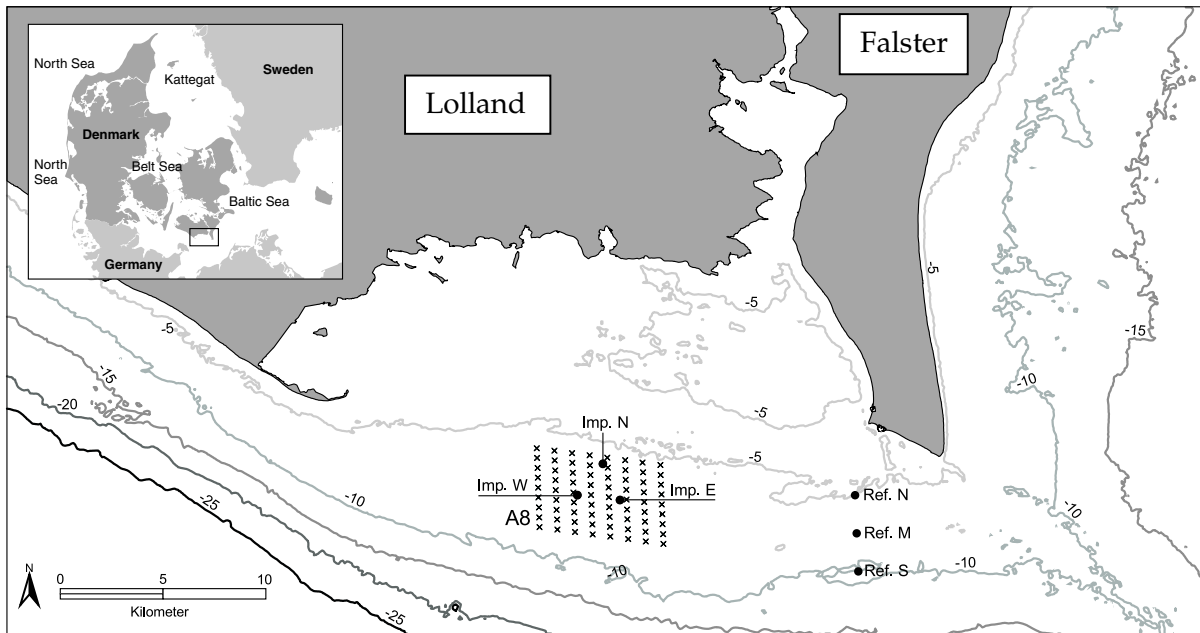 North Sea
Kattegat
Sweden
Denmark
North
Sea
Belt Sea
Baltic Sea
Germany
Lolland
Falster
-5
-5
-5
-15
-5
-15
-10
-20
-5
Imp. N
-5
Imp. W
Imp. E
A8
-10
-25
Ref. N
-10
Ref. M
-10
Ref. S
-10
N
0
5
10
Kilometer
-25